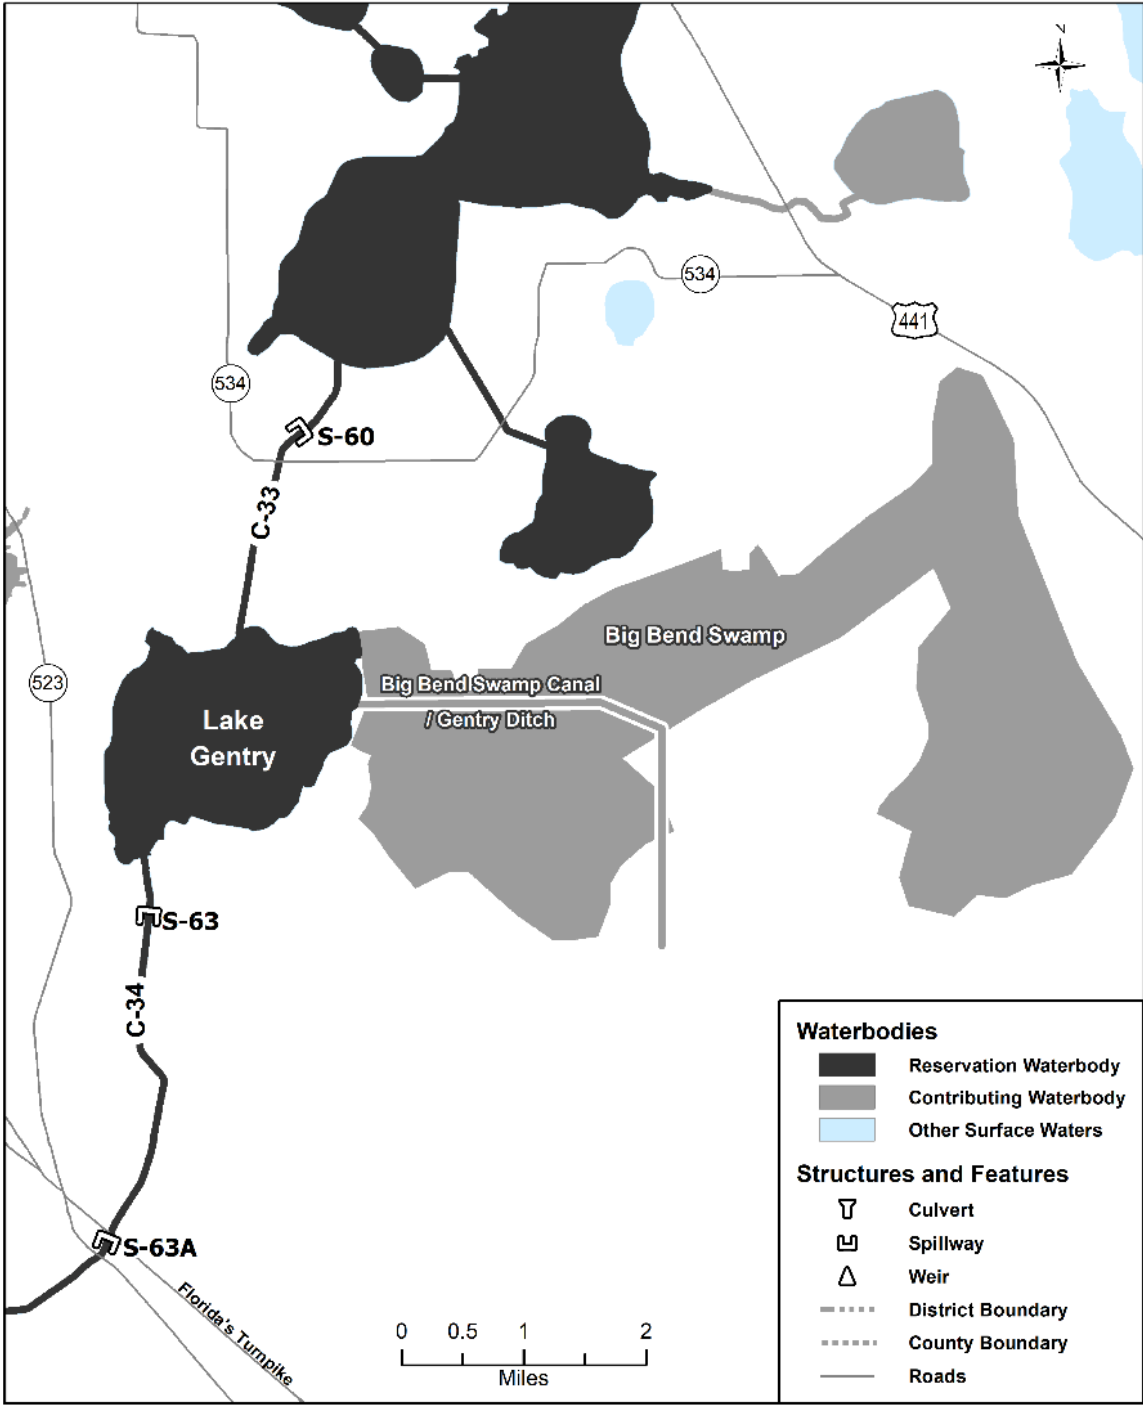 N
534
441
534
S-60
C-33
Big Bend Swamp
523
Big Bend Swamp Canal
/ Gentry Ditch
Lake
Gentry
S-63
C-34
S-63A
Florida's Turnpike
0 0.5 1 2
Miles
Waterbodies
Reservation Waterbody
Contributing Waterbody
Other Surface Waters
Structures and Features
Culvert
Spillway
Weir
District Boundary
County Boundary
Roads